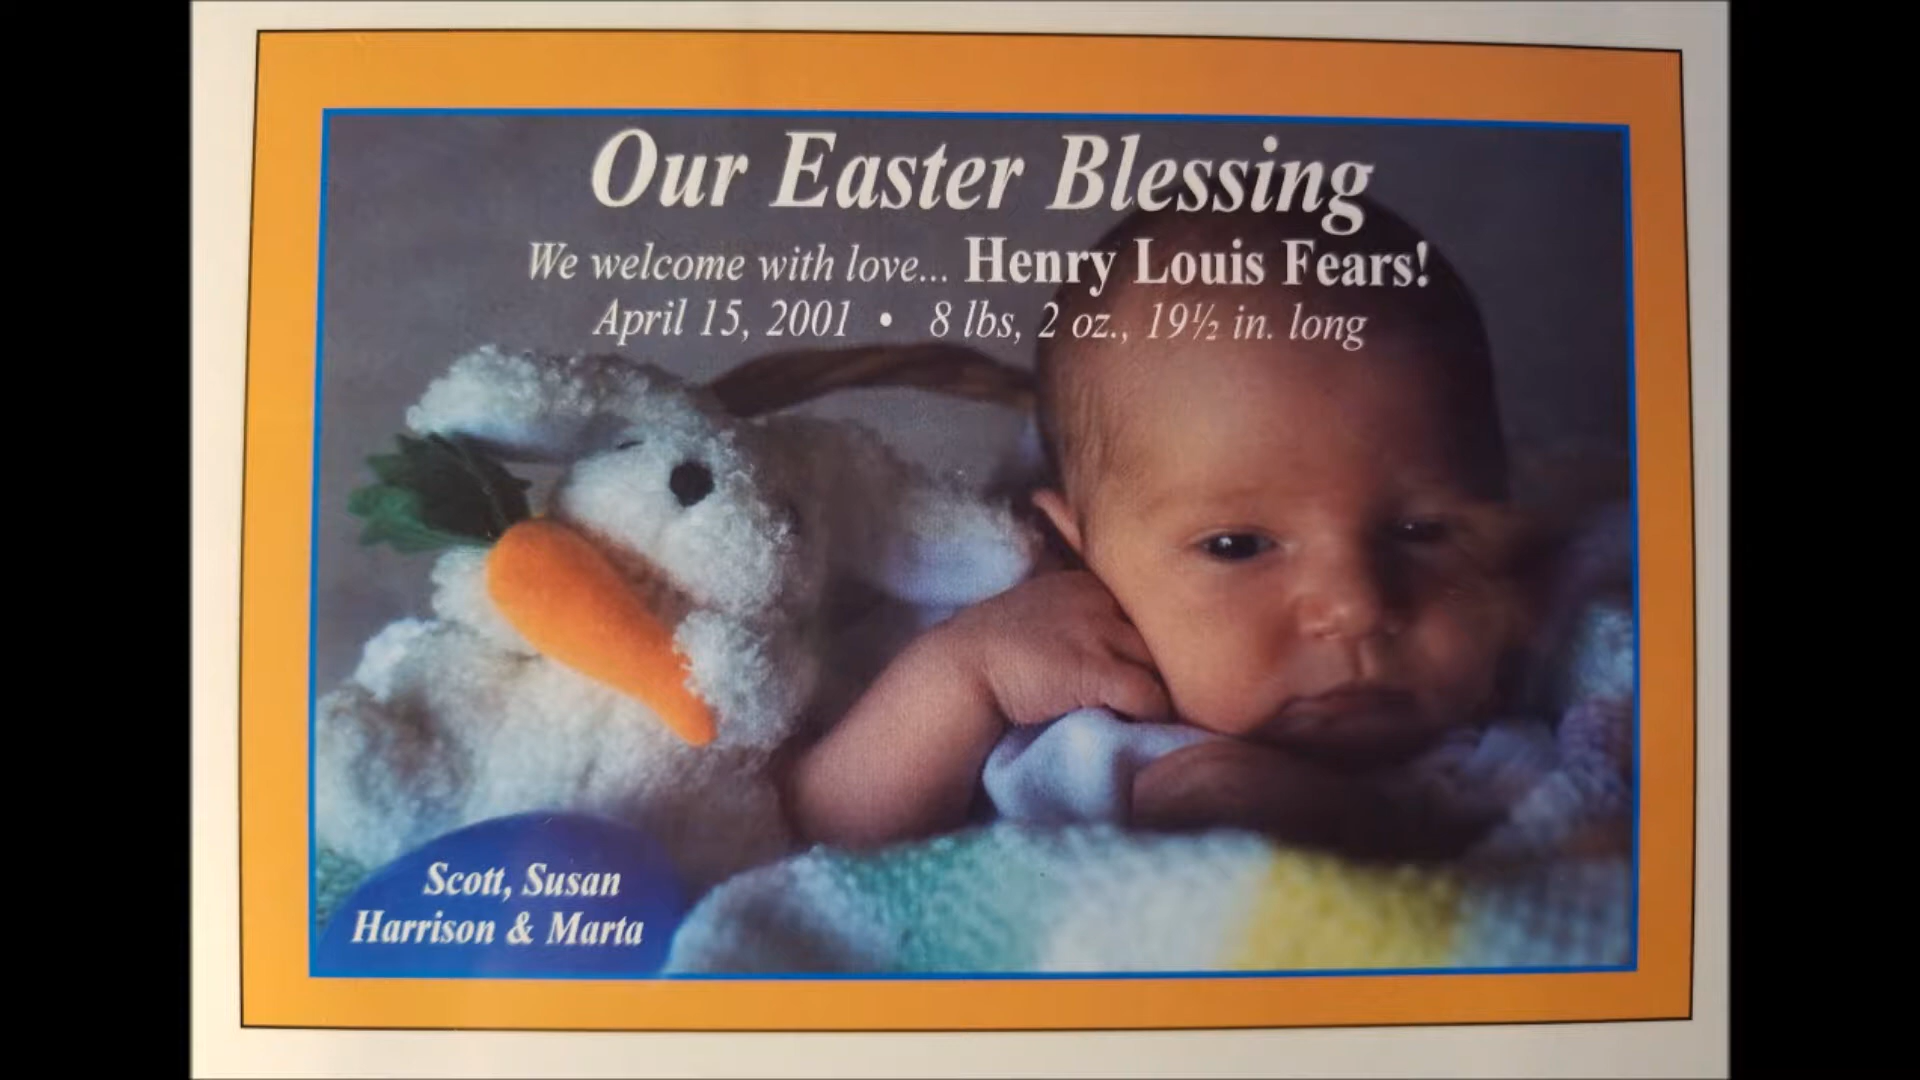 Our Easter Blessing
We welcome with love... Henry Louis Fears!
April 15, 2001 • 8 lbs, 2 oz., 19½ in. long
Scott, Susan
Harrison & Marta